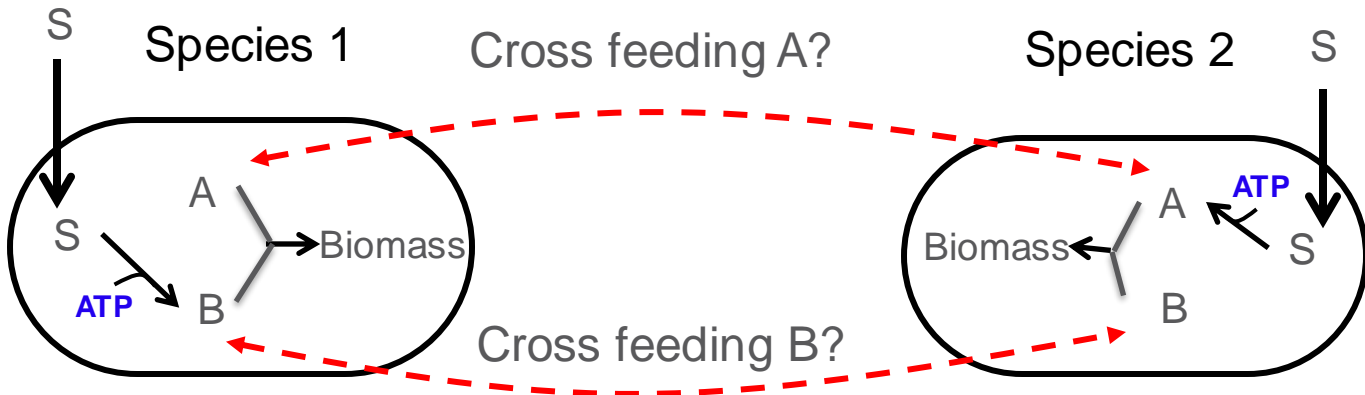 S
Species 1
Cross feeding A?
Species 2
S
A
S
Biomass
ATP
B
A
ATP
Biomass
S
B
Cross feeding B?